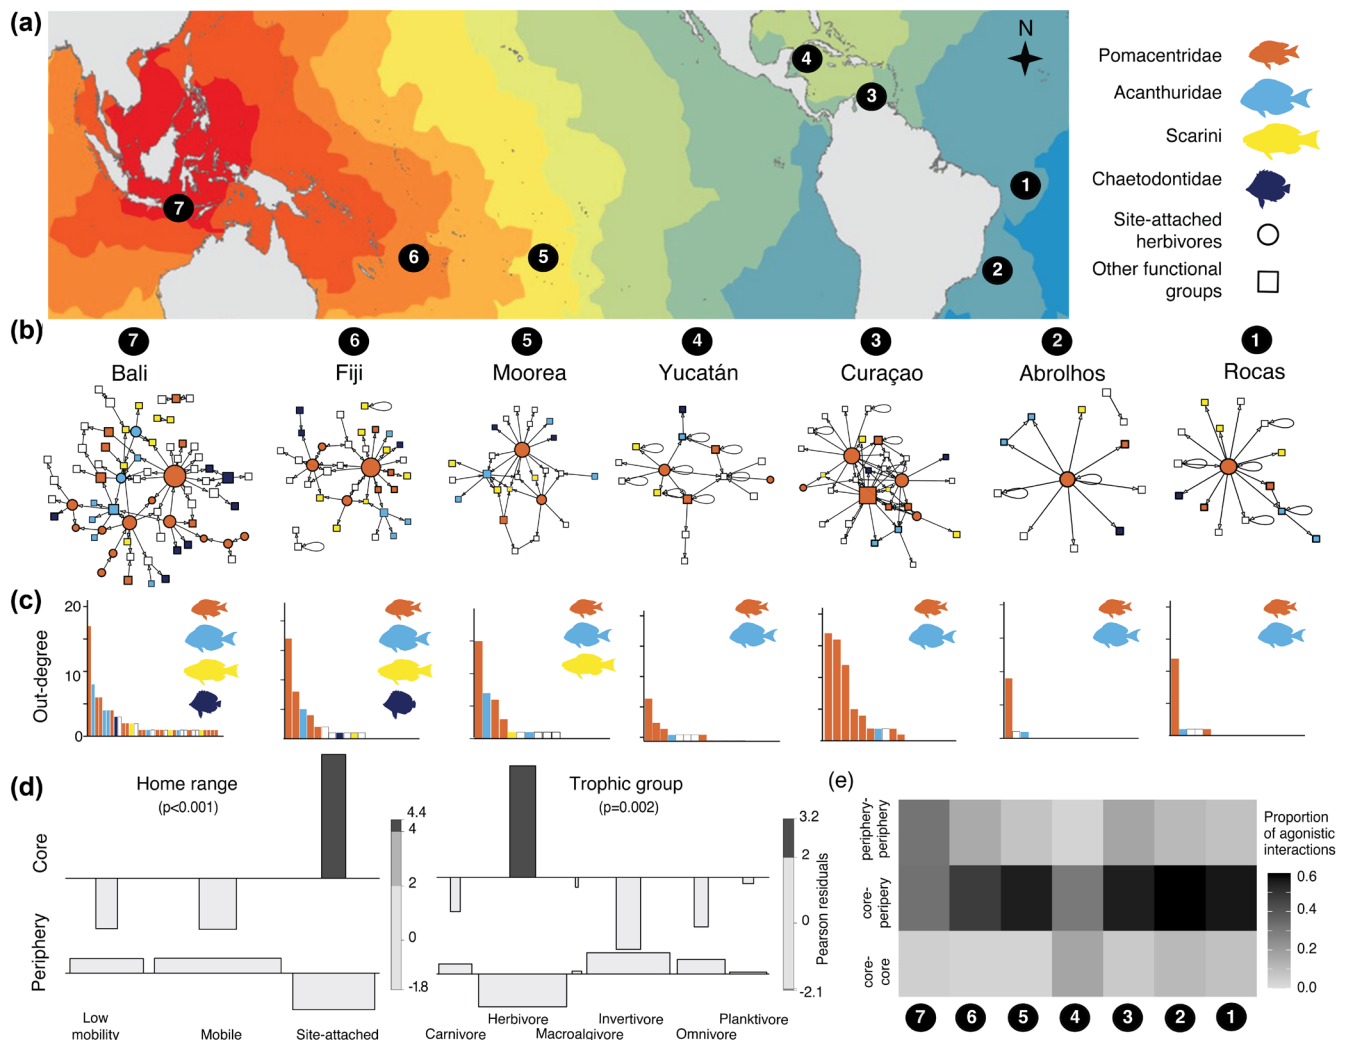 (a)
N
4
3
1
2
7
6
5
Pomacentridae
Acanthuridae
Scarini
Chaetodontidae
Site-attached
herbivores
Other functional
groups
(b)
7
6
5
4
3
2
1
Bali
Fiji
Moorea
Yucatán
Curaçao
Abrolhos
Rocas
(c)
Out-degree
20
10
0
(d)
Home range
(p<0.001)
Trophic group
(p=0.002)
Core
Periphery
4.4
4
2
0
-1.8
3.2
2
0
-2.1
Pearson residuals
Low
mobility
Mobile
Site-attached
Carnivore
Herbivore
Macroalgivore
Invertivore
Omnivore
Planktivore
(e)
periphery-
periphery
core-
peripery
core-
core
7
6
5
4
3
2
1
Proportion
of agonistic
interactions
0.6
0.4
0.2
0.0